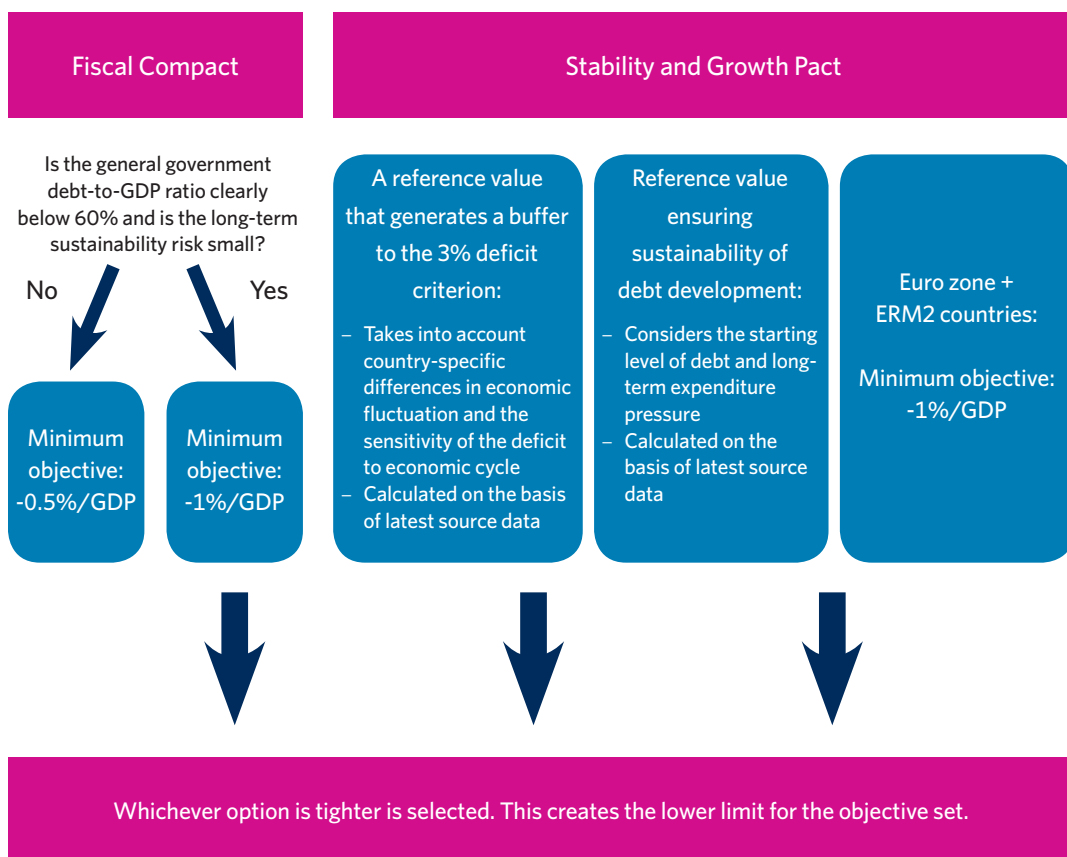 Fiscal Compact
Stability and Growth Pact
Is the general government
debt-to-GDP ratio clearly
below 60% and is the long-term
sustainability risk small?
No
Yes
Minimum
objective:
-0.5%/GDP
Minimum
objective:
-1%/GDP
A reference value
that generates a buffer
to the 3% deficit
criterion:
– Takes into account
country-specific
differences in economic
fluctuation and the
sensitivity of the deficit
to economic cycle
– Calculated on the basis
of latest source data
Reference value
ensuring
sustainability of
debt development:
– Considers the starting
level of debt and long-
term expenditure
pressure
– Calculated on the
basis of latest source
data
Euro zone +
ERM2 countries:
Minimum objective:
-1%/GDP
Whichever option is tighter is selected. This creates the lower limit for the objective set.